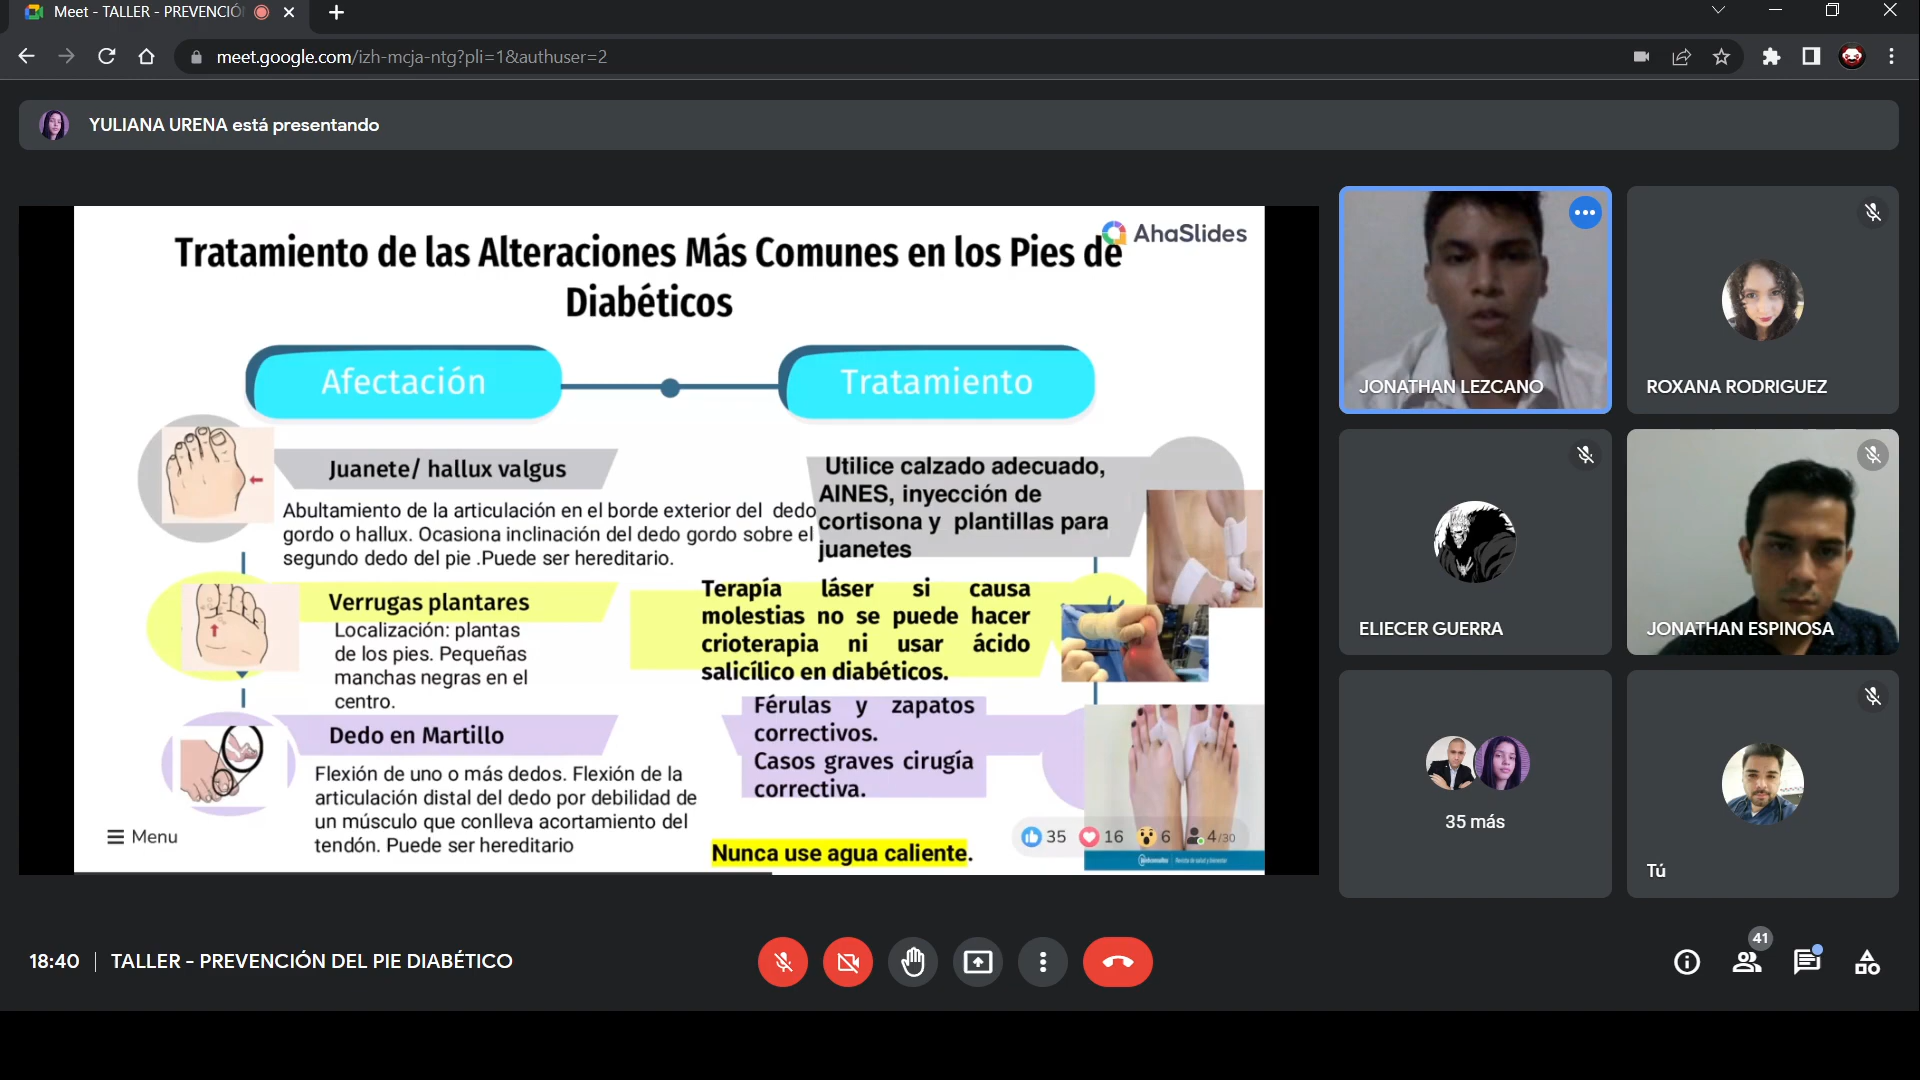 Meet - TALLER - PREVENCIÓ
meet.google.com/izh-mcja-ntg?pli=1&authuser=2
YULIANA URENA está presentando
AhaSlides
Tratamiento de las Alteraciones Más Comunes en los Pies de
Diabéticos
Afectación
Tratamiento
Juanete/ hallux valgus
Abultamiento de la articulación en el borde exterior del dedo
gordo o hallux. Ocasiona inclinación del dedo gordo sobre el
segundo dedo del pie .Puede ser hereditario.
Utilice calzado adecuado,
AINES, inyección de
cortisona y plantillas para
juanetes
Verrugas plantares
Localización: plantas
de los pies. Pequeñas
manchas negras en el
centro.
Terapía láser si causa
molestias no se puede hacer
crioterapia ni usar ácido
salicílico en diabéticos.
Dedo en Martillo
Flexión de uno o más dedos. Flexión de la
articulación distal del dedo por debilidad de
un músculo que conlleva acortamiento del
tendón. Puede ser hereditario
Férulas y zapatos
correctivos.
Casos graves cirugía
correctiva.
Nunca use agua caliente.
Menu
35 16 6 4/30
JONATHAN LEZCANO
ROXANA RODRIGUEZ
ELIECER GUERRA
JONATHAN ESPINOSA
35 más
Tú
18:40 | TALLER - PREVENCIÓN DEL PIE DIABÉTICO
41